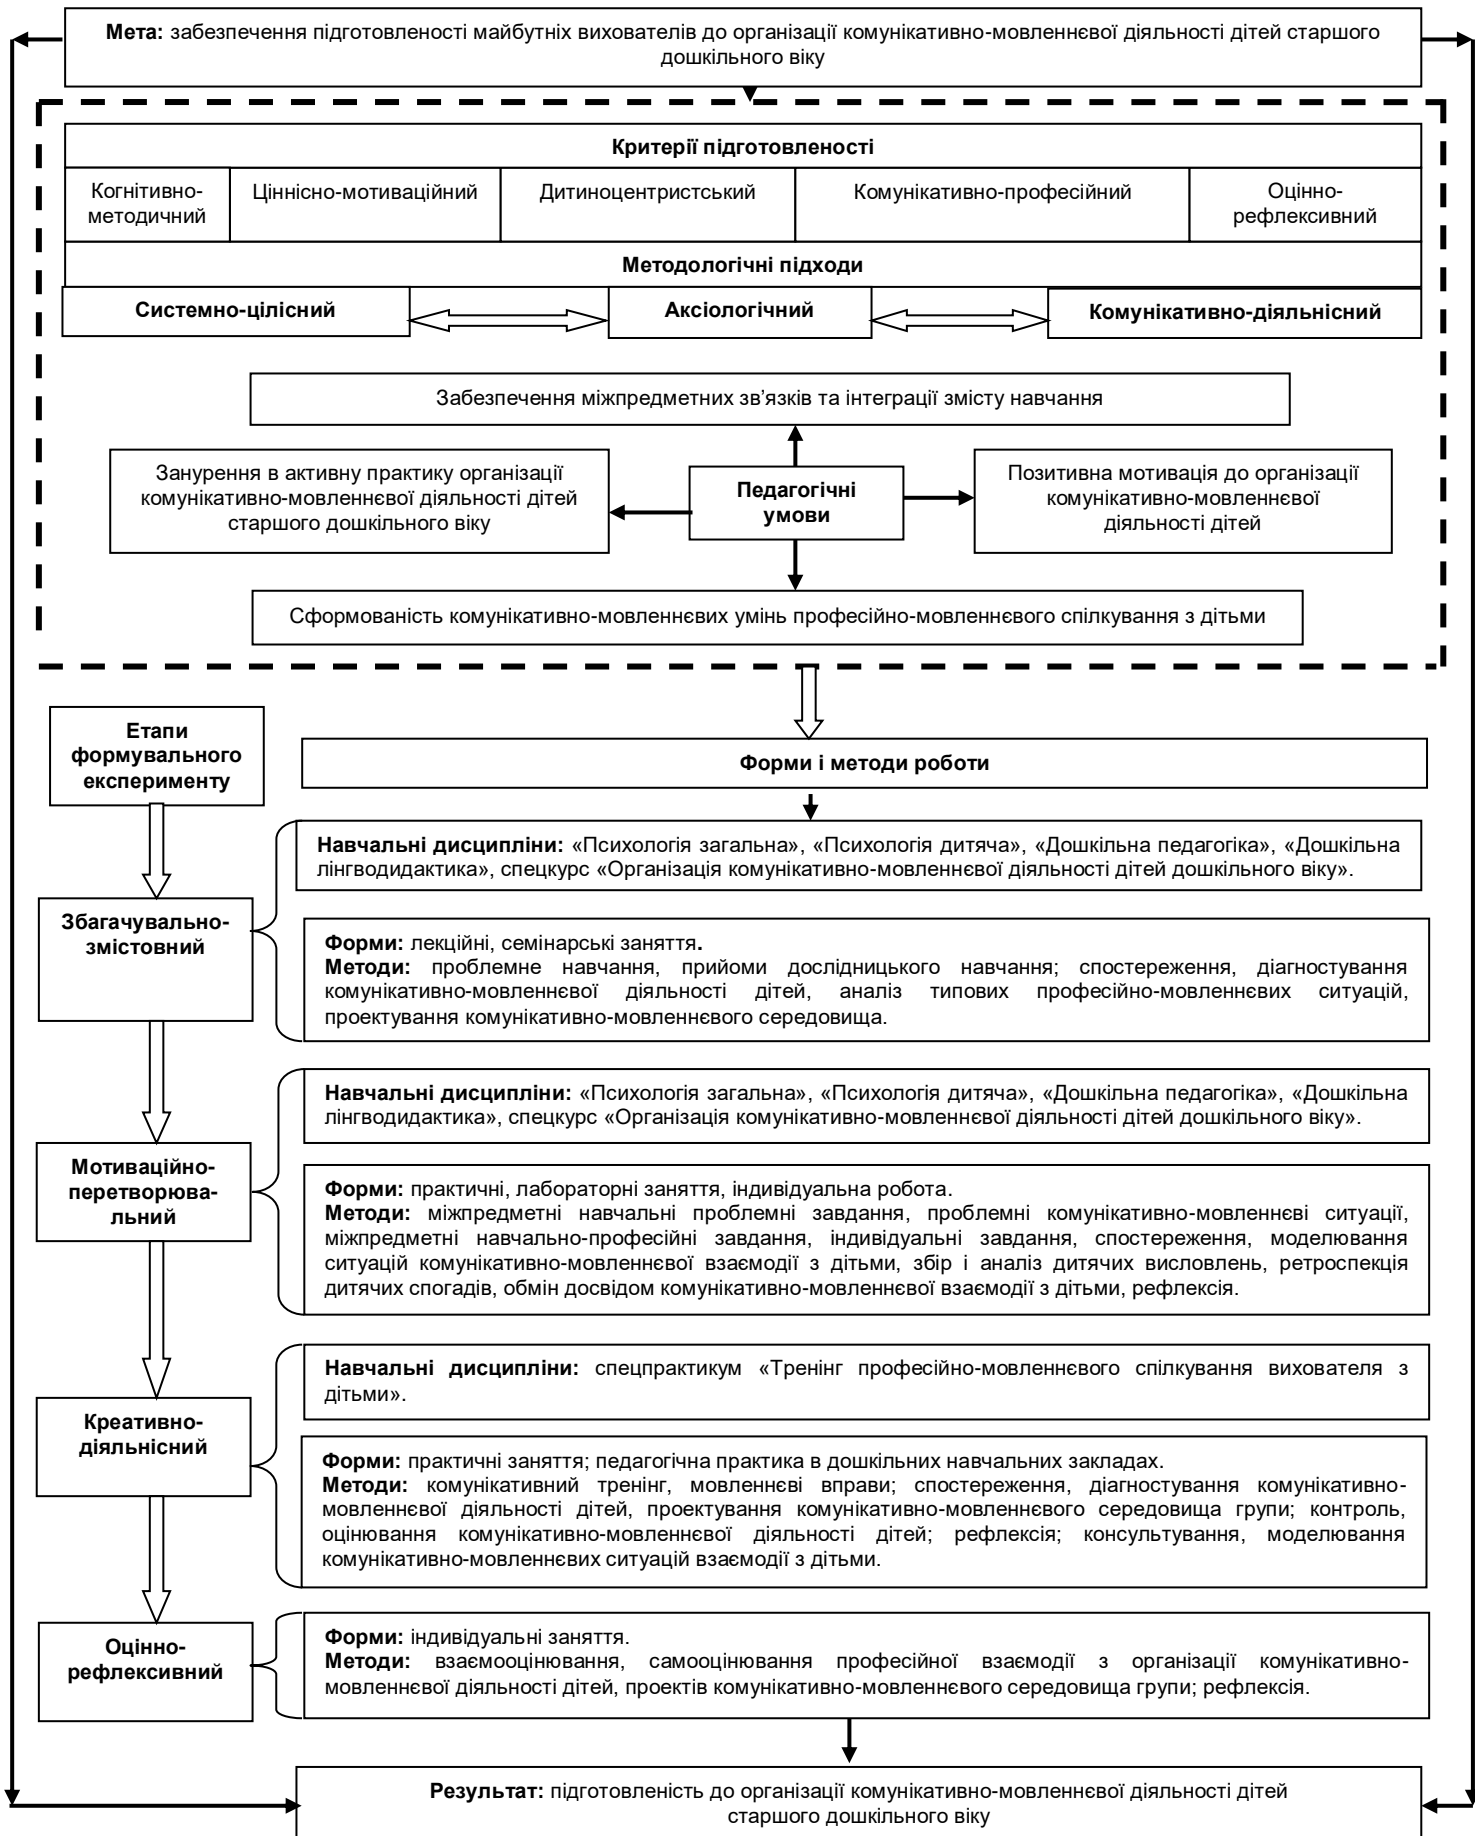 Мета: забезпечення підготовленості майбутніх вихователів до організації комунікативно-мовленнєвої діяльності дітей старшого
дошкільного віку
Критерії підготовленості
Когнітивно-
методичний
Ціннісно-мотиваційний
Дитиноцентристський
Комунікативно-професійний
Оцінно-
рефлексивний
Методологічні підходи
Системно-цілісний
Аксіологічний
Комунікативно-діяльнісний
Забезпечення міжпредметних зв’язків та інтеграції змісту навчання
Занурення в активну практику організації
комунікативно-мовленнєвої діяльності дітей
старшого дошкільного віку
Педагогічні
умови
Позитивна мотивація до організації
комунікативно-мовленнєвої
діяльності дітей
Сформованість комунікативно-мовленнєвих умінь професійно-мовленнєвого спілкування з дітьми
Етапи
формувального
експерименту
Форми і методи роботи
Навчальні дисципліни: «Психологія загальна», «Психологія дитяча», «Дошкільна педагогіка», «Дошкільна
лінгводидактика», спецкурс «Організація комунікативно-мовленнєвої діяльності дітей дошкільного віку».
Збагачувально-
змістовний
Форми: лекційні, семінарські заняття.
Методи: проблемне навчання, прийоми дослідницького навчання; спостереження, діагностування
комунікативно-мовленнєвої діяльності дітей, аналіз типових професійно-мовленнєвих ситуацій,
проектування комунікативно-мовленнєвого середовища.
Навчальні дисципліни: «Психологія загальна», «Психологія дитяча», «Дошкільна педагогіка», «Дошкільна
лінгводидактика», спецкурс «Організація комунікативно-мовленнєвої діяльності дітей дошкільного віку».
Мотиваційно-
перетворюва-
льний
Форми: практичні, лабораторні заняття, індивідуальна робота.
Методи: міжпредметні навчальні проблемні завдання, проблемні комунікативно-мовленнєві ситуації,
міжпредметні навчально-професійні завдання, індивідуальні завдання, спостереження, моделювання
ситуацій комунікативно-мовленнєвої взаємодії з дітьми, збір і аналіз дитячих висловлень, ретроспекція
дитячих спогадів, обмін досвідом комунікативно-мовленнєвої взаємодії з дітьми, рефлексія.
Навчальні дисципліни: спецпрактикум «Тренінг професійно-мовленнєвого спілкування вихователя з
дітьми».
Креативно-
діяльнісний
Форми: практичні заняття; педагогічна практика в дошкільних навчальних закладах.
Методи: комунікативний тренінг, мовленнєві вправи; спостереження, діагностування комунікативно-
мовленнєвої діяльності дітей, проектування комунікативно-мовленнєвого середовища групи; контроль,
оцінювання комунікативно-мовленнєвої діяльності дітей; рефлексія; консультування, моделювання
комунікативно-мовленнєвих ситуацій взаємодії з дітьми.
Оцінно-
рефлексивний
Форми: індивідуальні заняття.
Методи: взаємооцінювання, самооцінювання професійної взаємодії з організації комунікативно-
мовленнєвої діяльності дітей, проектів комунікативно-мовленнєвого середовища групи; рефлексія.
Результат: підготовленість до організації комунікативно-мовленнєвої діяльності дітей
старшого дошкільного віку